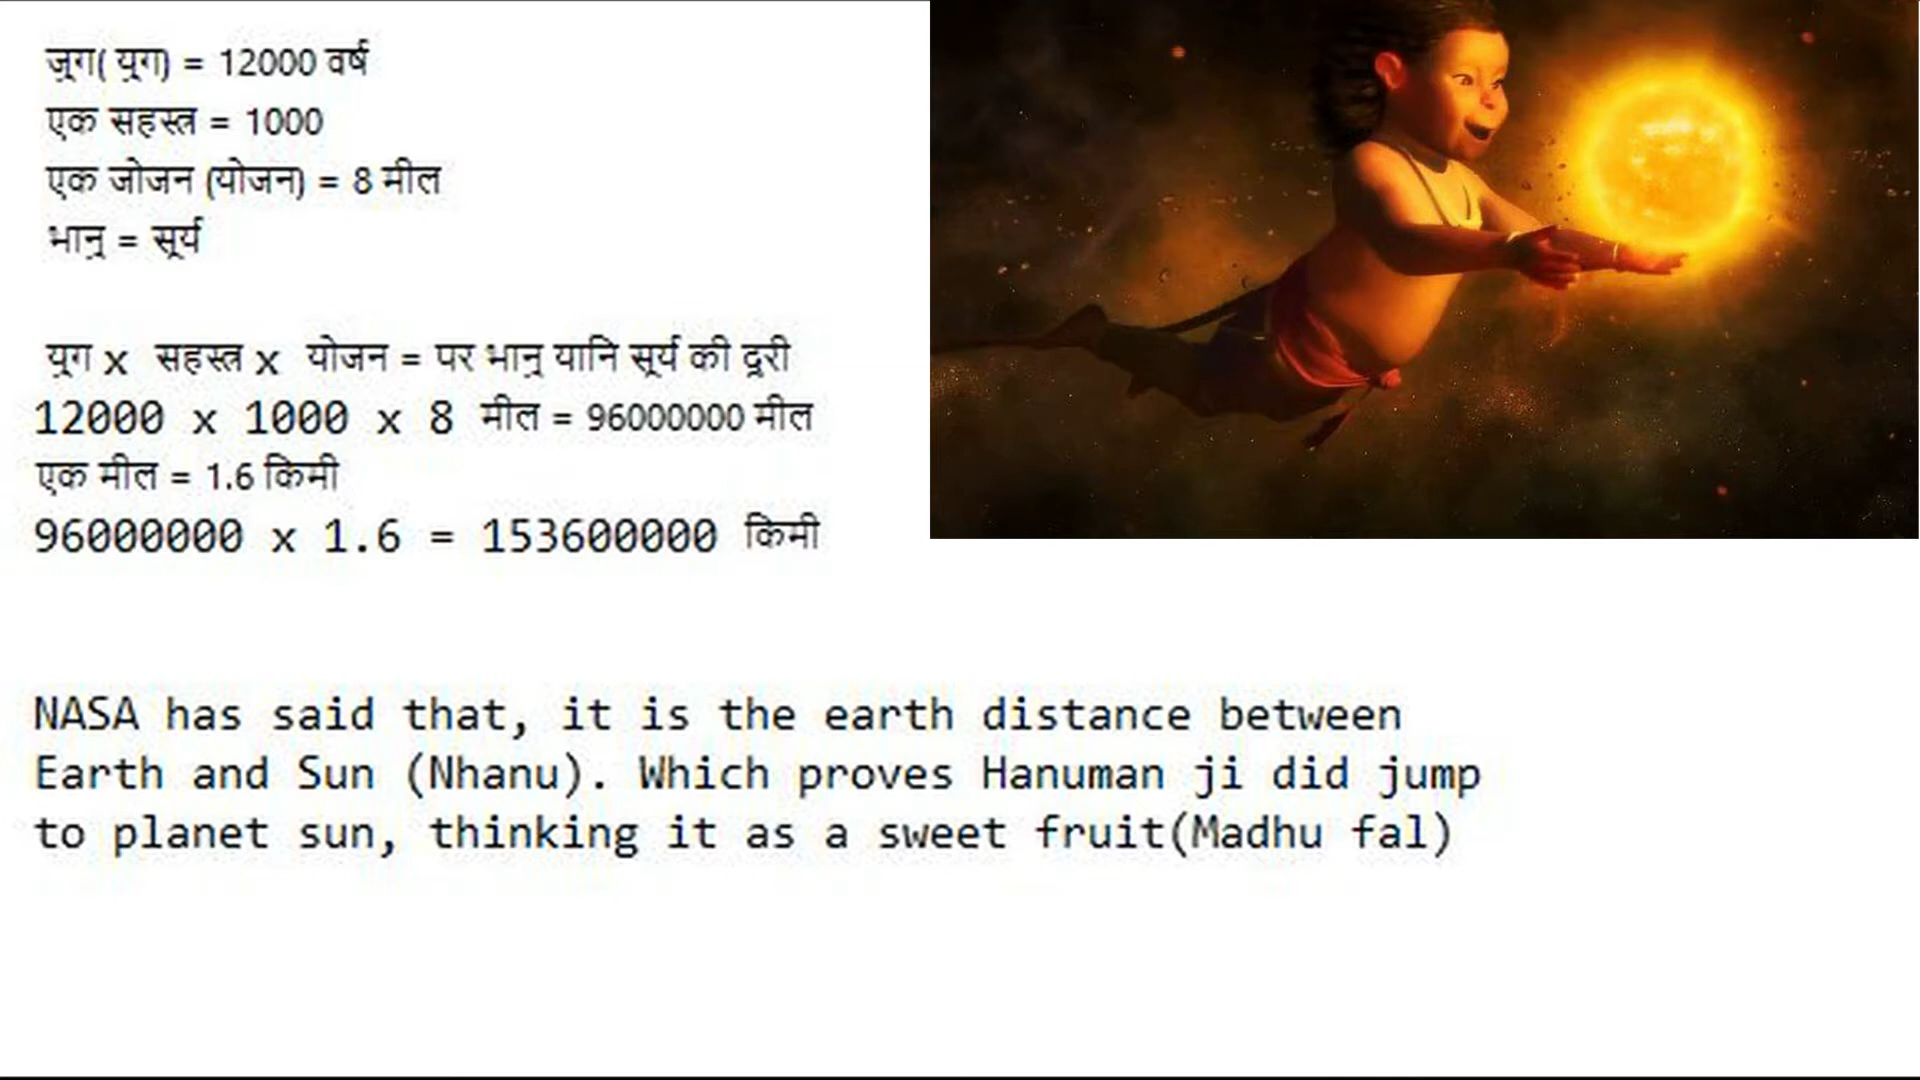 जुग( युग) = 12000 वर्ष
एक सहस्त्र = 1000
एक जोजन (योजन) = 8 मील
भानु = सूर्य
युग x सहस्त्र x योजन = पर भानु यानि सूर्य की दूरी
12000 x 1000 x 8 मील = 96000000 मील
एक मील = 1.6 किमी
96000000 x 1.6 = 153600000 किमी
NASA has said that, it is the earth distance between
Earth and Sun (Nhanu). Which proves Hanuman ji did jump
to planet sun, thinking it as a sweet fruit(Madhu fal)